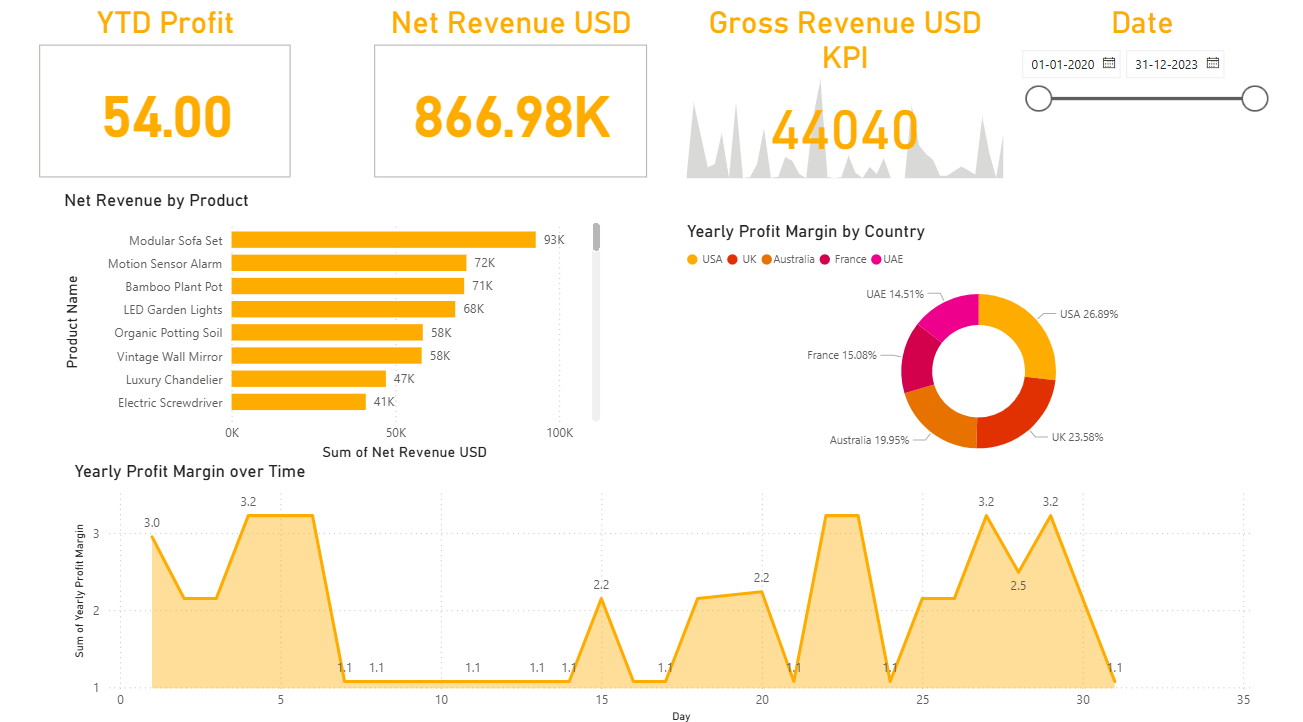 YTD Profit
54.00
Net Revenue USD
866.98K
Gross Revenue USD
KPI
44040
Date
01-01-2020
31-12-2023
Net Revenue by Product
Product Name
Modular Sofa Set 93K
Motion Sensor Alarm 72K
Bamboo Plant Pot 71K
LED Garden Lights 68K
Organic Potting Soil 58K
Vintage Wall Mirror 58K
Luxury Chandelier 47K
Electric Screwdriver 41K
0K 50K 100K
Sum of Net Revenue USD
Yearly Profit Margin by Country
USA UK Australia France UAE
UAE 14.51%
USA 26.89%
France 15.08%
Australia 19.95%
UK 23.58%
Yearly Profit Margin over Time
Sum of Yearly Profit Margin
3
2
1
3.0 3.2 1.1 1.1 1.1 1.1 1.1 2.2 1.1 2.2 1.1 1.1 3.2 2.5 3.2 1.1
0 5 10 15 20 25 30 35
Day